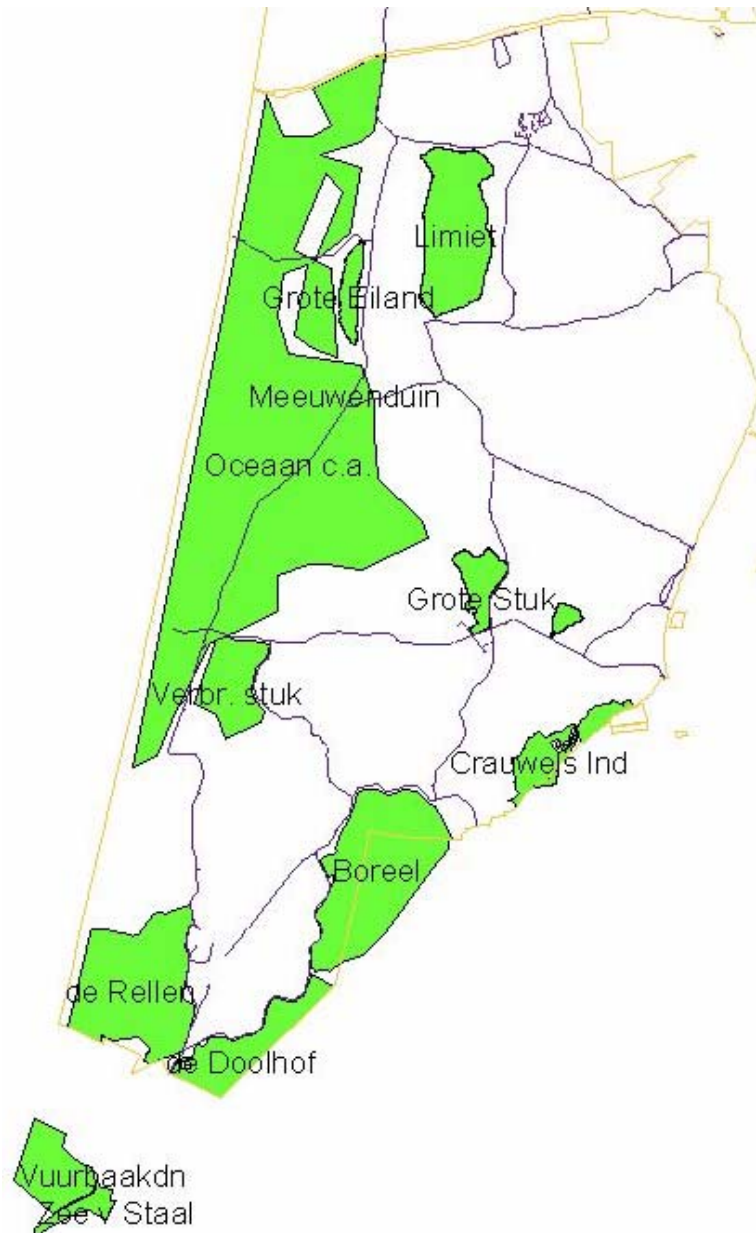 Limiet
Grote Eiland
Meeuwenduin
Oceaan c.a.
Grote Stuk
Verbr. stuk
Crauwels Ind
Boreel
de Rellen
de Doolhof
Vuurbaakdn
Zee v Staal